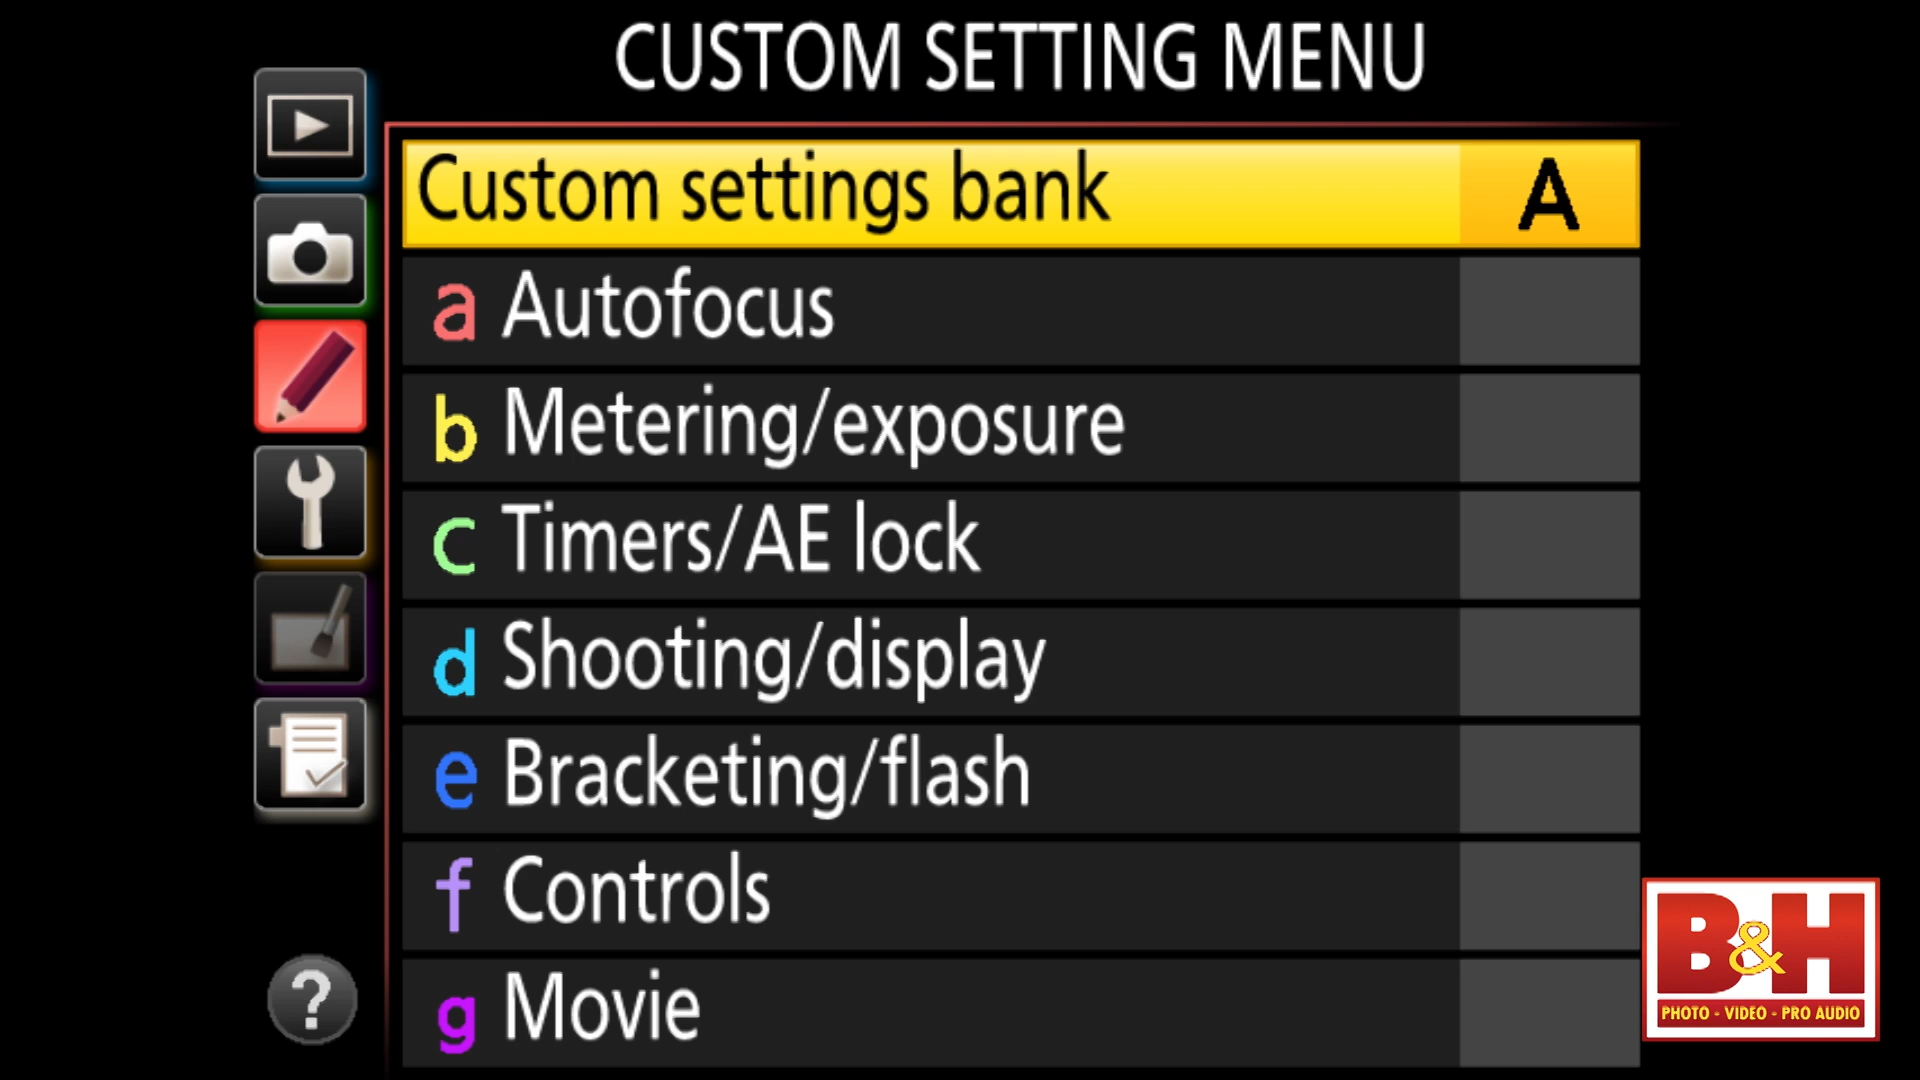 CUSTOM SETTING MENU
Custom settings bank A
a Autofocus
b Metering/exposure
c Timers/AE lock
d Shooting/display
e Bracketing/flash
f Controls
g Movie
?
B&H
PHOTO - VIDEO - PRO AUDIO